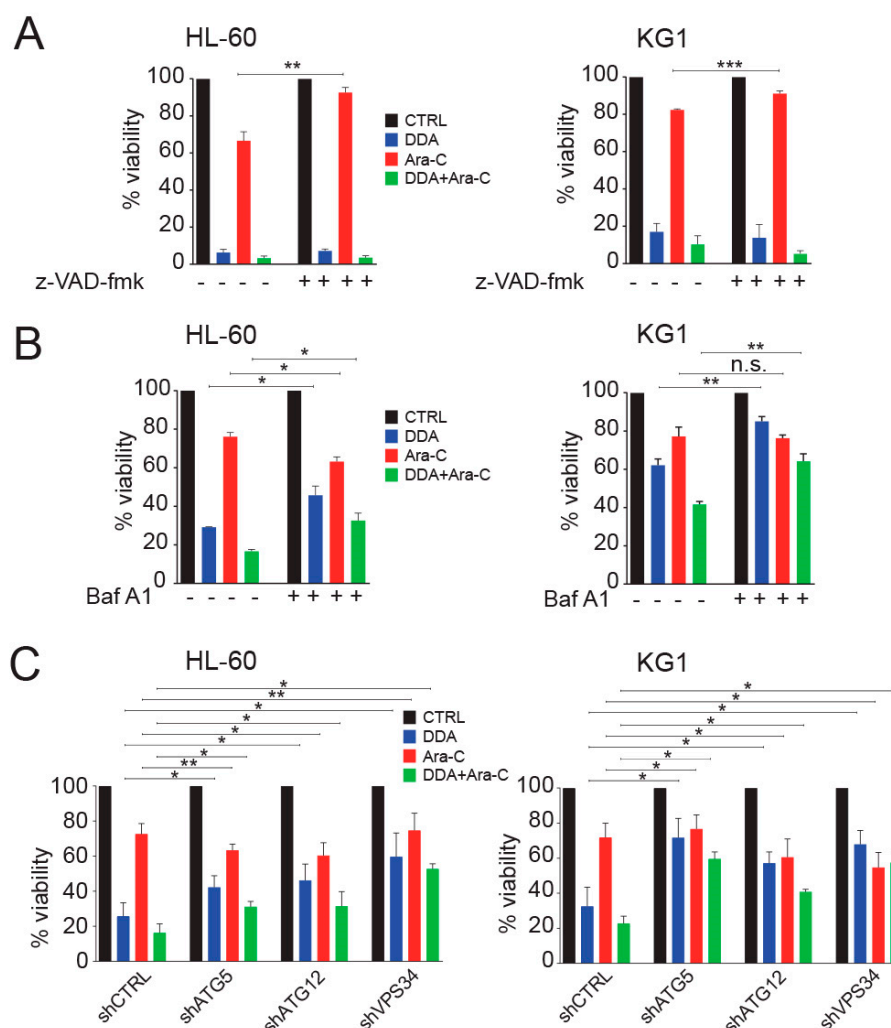 A
HL-60
KG1
**
***
% viability
100
80
60
40
20
0
CTRL
DDA
Ara-C
DDA+Ara-C
% viability
100
80
60
40
20
0
z-VAD-fmk - - - - + + + +
z-VAD-fmk - - - - + + + +
B
HL-60
KG1
*
*
*
**
n.s.
**
% viability
100
80
60
40
20
0
CTRL
DDA
Ara-C
DDA+Ara-C
% viability
100
80
60
40
20
0
Baf A1 - - - - + + + +
Baf A1 - - - - + + + +
C
HL-60
KG1
*
**
*
*
*
*
*
**
*
*
*
*
*
*
*
*
*
*
CTRL
DDA
Ara-C
DDA+Ara-C
% viability
100
80
60
40
20
0
% viability
100
80
60
40
20
0
shCTRL
shATG5
shATG12
shVPS34
shCTRL
shATG5
shATG12
shVPS34